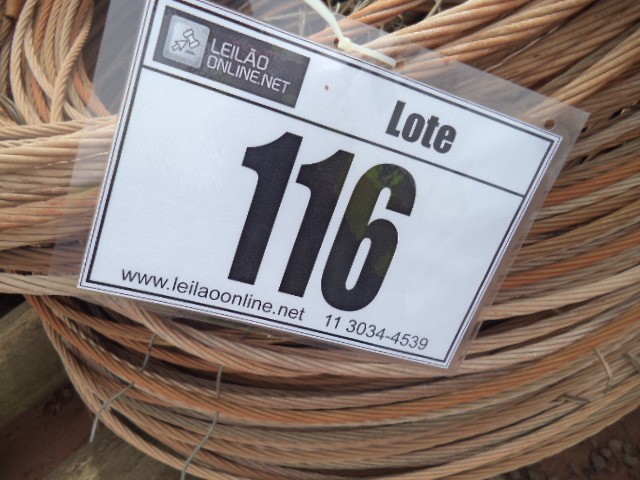 LEILÃO
ONLINE.NET
Lote
116
www.leilaoonline.net
11 3034-4539